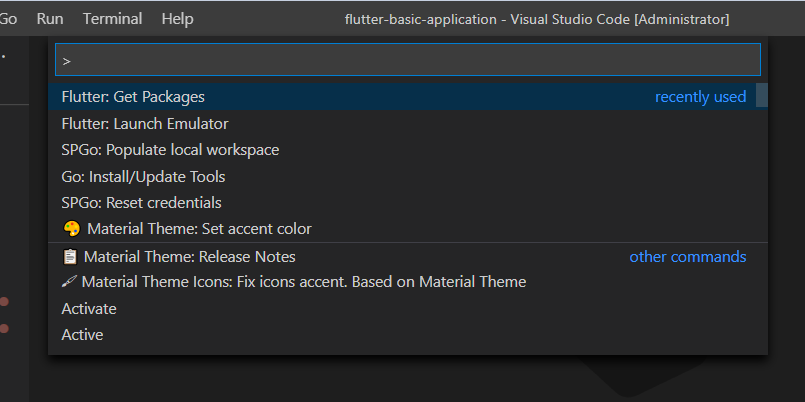 Go Run Terminal Help flutter-basic-application - Visual Studio Code [Administrator]
>
Flutter: Get Packages recently used
Flutter: Launch Emulator
SPGo: Populate local workspace
Go: Install/Update Tools
SPGo: Reset credentials
🎨 Material Theme: Set accent color
📋 Material Theme: Release Notes other commands
🖌 Material Theme Icons: Fix icons accent. Based on Material Theme
Activate
Active